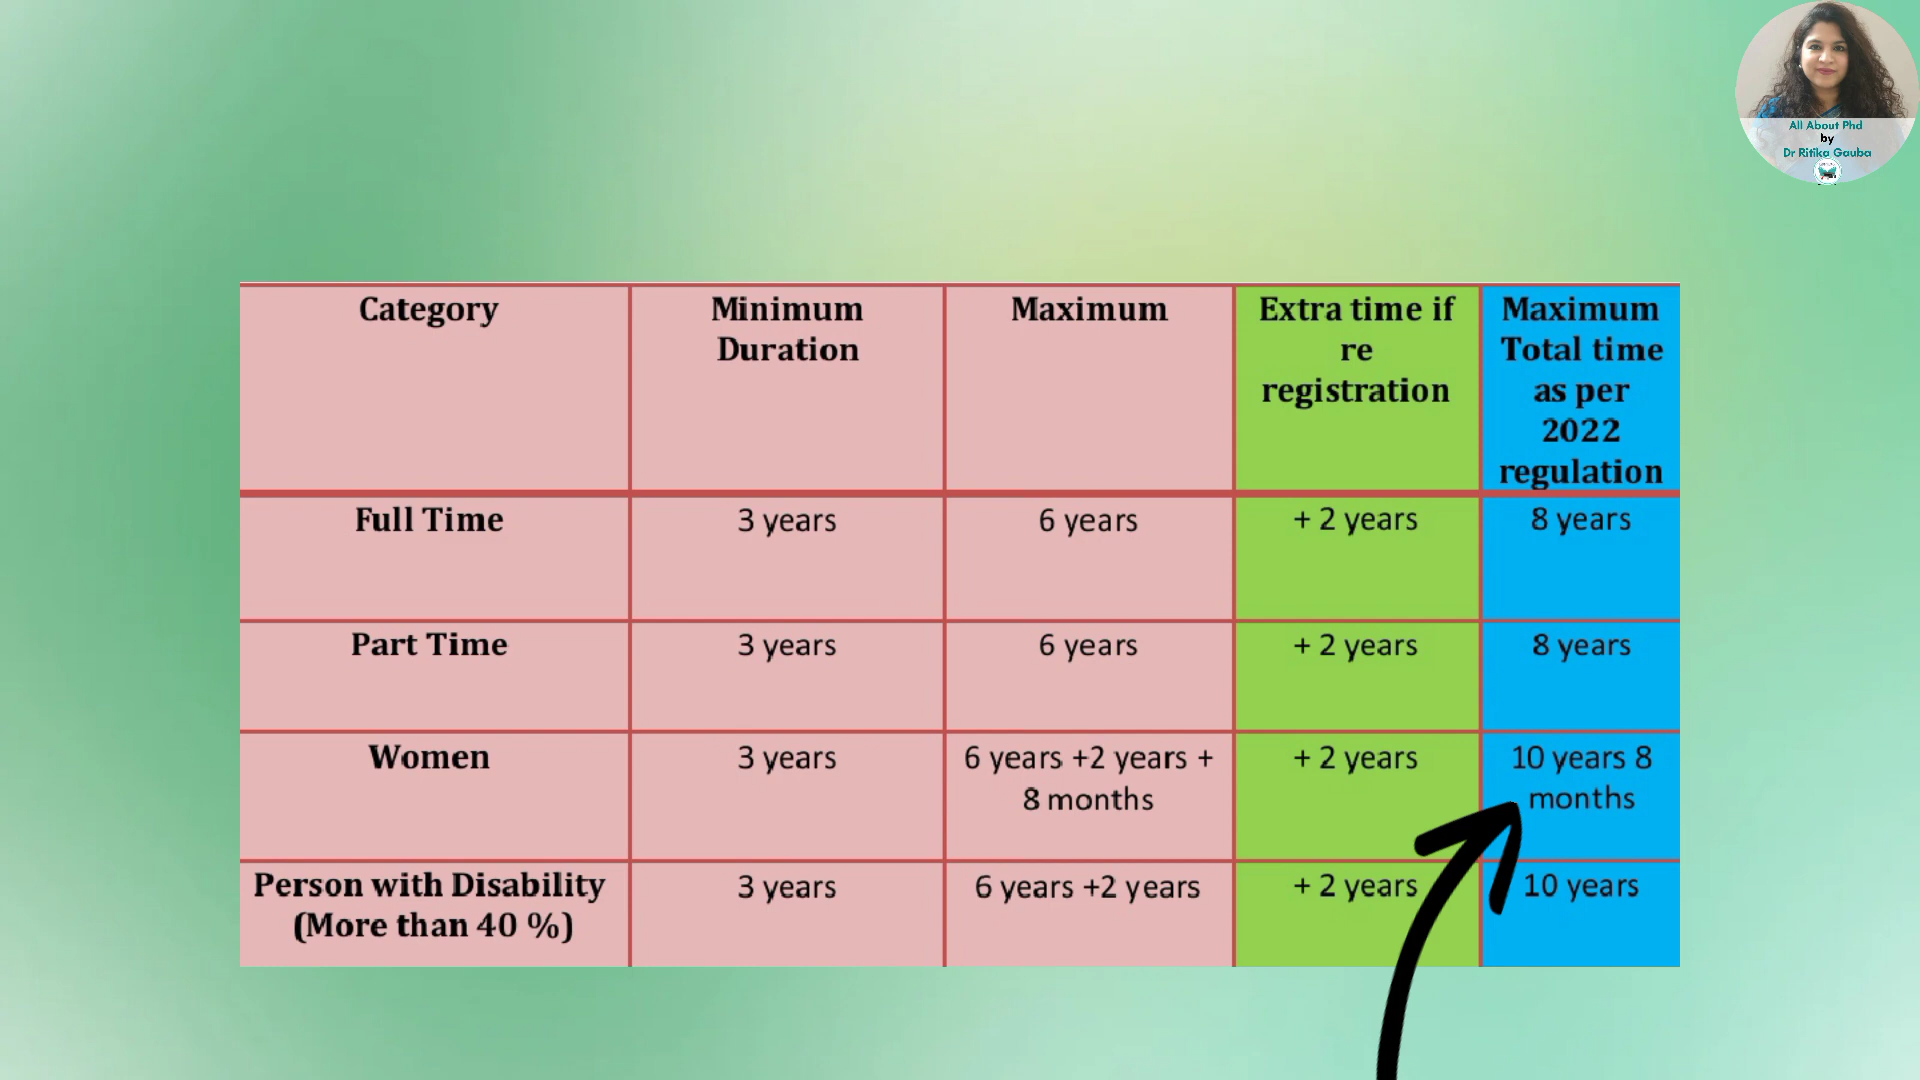 All About Phd
by
Dr Ritika Gauba
Category
Minimum
Duration
Maximum
Extra time if
re
registration
Maximum
Total time
as per
2022
regulation
Full Time
3 years
6 years
+ 2 years
8 years
Part Time
3 years
6 years
+ 2 years
8 years
Women
3 years
6 years +2 years +
8 months
+ 2 years
10 years 8
months
Person with Disability
(More than 40 %)
3 years
6 years +2 years
+ 2 years
10 years